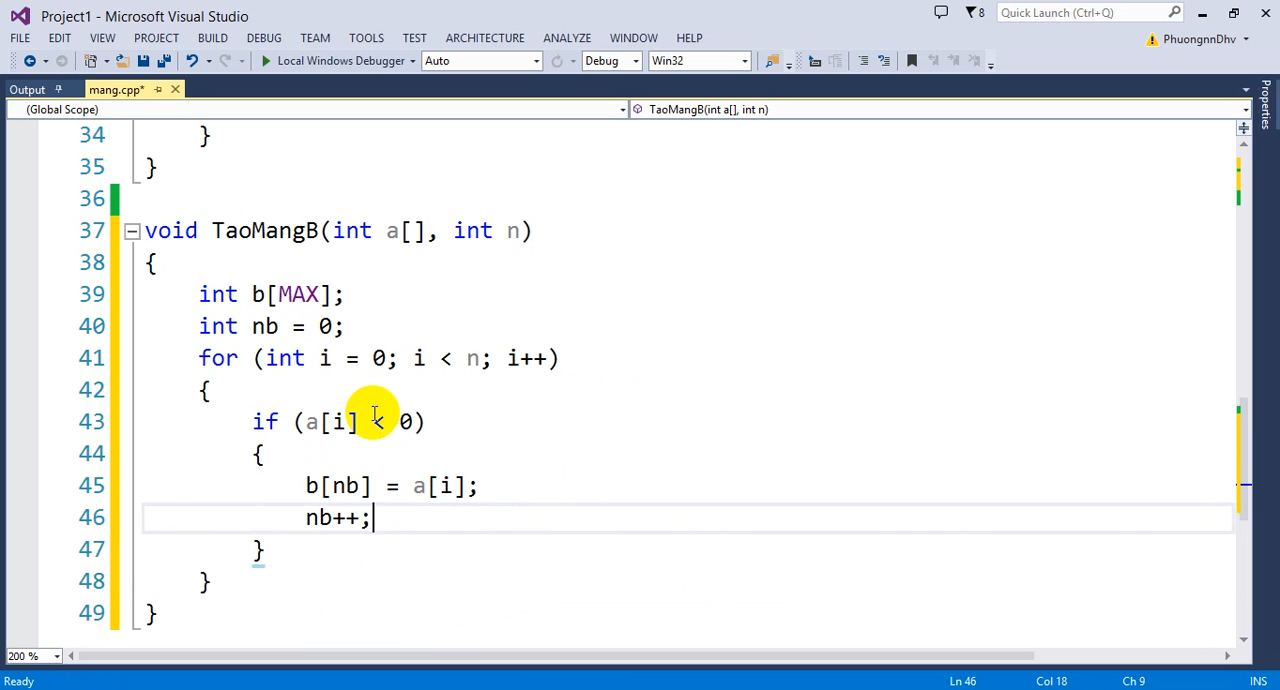 Project1 - Microsoft Visual Studio
8
Quick Launch (Ctrl+Q)
FILE EDIT VIEW PROJECT BUILD DEBUG TEAM TOOLS TEST ARCHITECTURE ANALYZE WINDOW HELP
PhuongnnDhv
Local Windows Debugger Auto Debug Win32
Output mang.cpp*
Properties
(Global Scope) TaoMangB(int a[], int n)
34 }
35 }
36
37 void TaoMangB(int a[], int n)
38 {
39 int b[MAX];
40 int nb = 0;
41 for (int i = 0; i < n; i++)
42 {
43 if (a[i] < 0)
44 {
45 b[nb] = a[i];
46 nb++;
47 }
48 }
49 }
200 %
Ready Ln 46 Col 18 Ch 9 INS